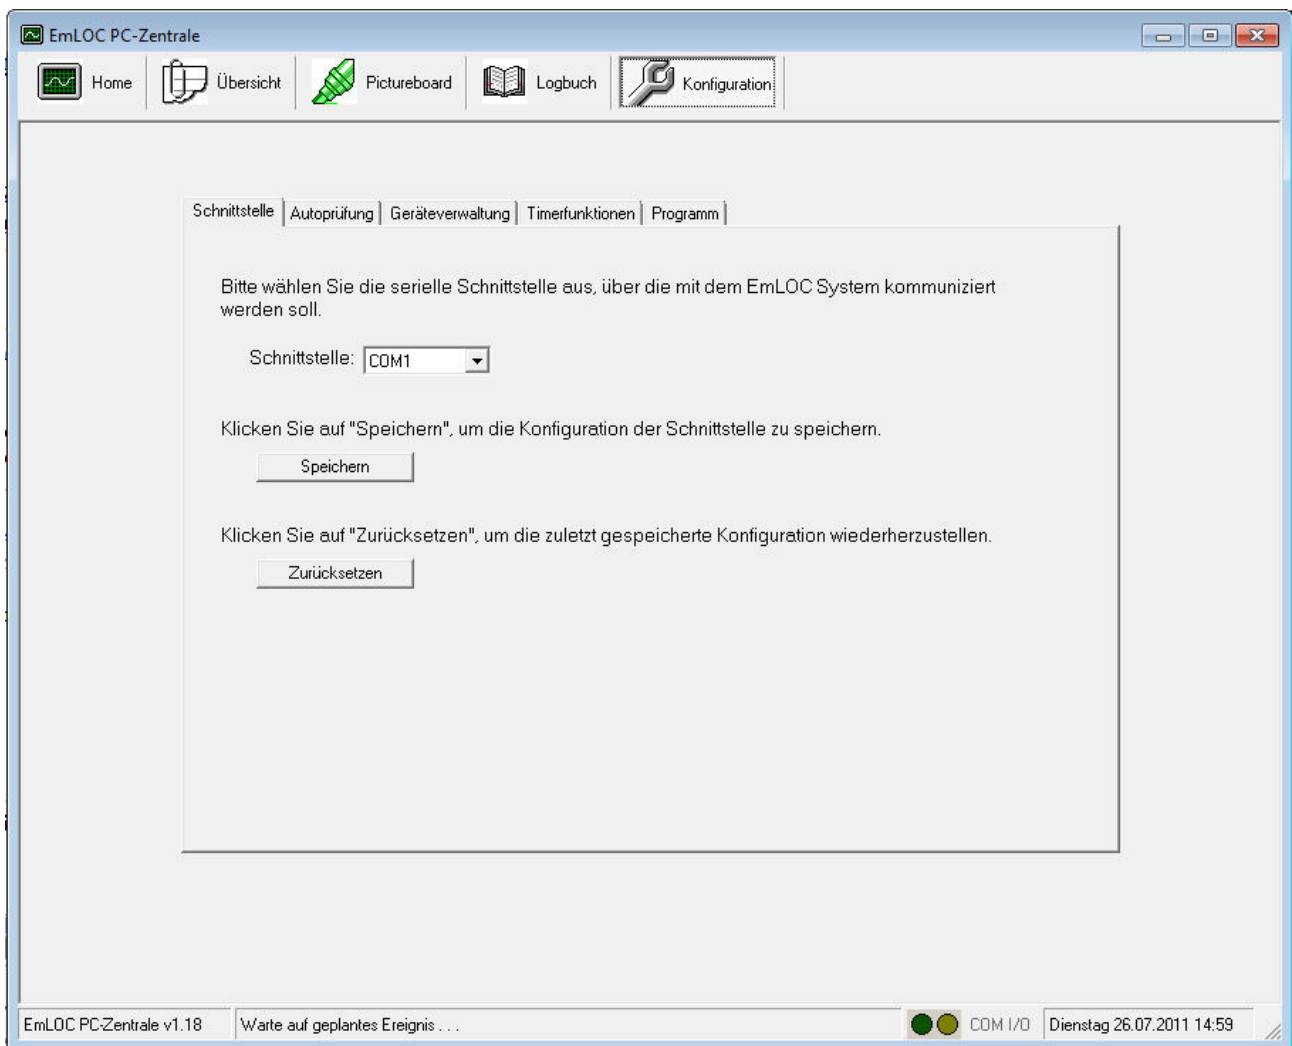 EmLOC PC-Zentrale
Home
Übersicht
Pictureboard
Logbuch
Konfiguration
Schnittstelle
Autoprüfung
Geräteverwaltung
Timerfunktionen
Programm
Bitte wählen Sie die serielle Schnittstelle aus, über die mit dem EmLOC System kommuniziert
werden soll.
Schnittstelle: COM1
Klicken Sie auf "Speichern", um die Konfiguration der Schnittstelle zu speichern.
Speichern
Klicken Sie auf "Zurücksetzen", um die zuletzt gespeicherte Konfiguration wiederherzustellen.
Zurücksetzen
EmLOC PC-Zentrale v1.18
Warte auf geplantes Ereignis . . .
COM I/O
Dienstag 26.07.2011 14:59